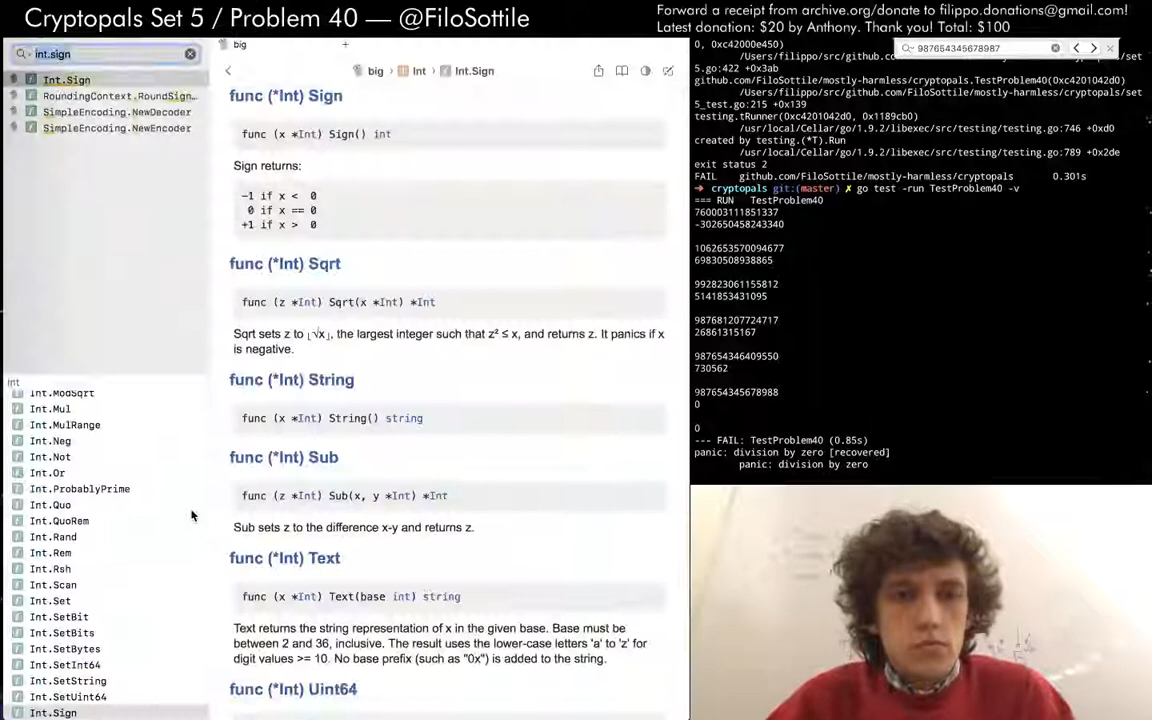 Cryptopals Set 5 / Problem 40 — @FiloSottile
Forward a receipt from archive.org/donate to filippo.donations@gmail.com!
Latest donation: $20 by Anthony. Thank you! Total: $100
int.sign
Int.Sign
RoundingContext.RoundSign…
SimpleEncoding.NewDecoder
SimpleEncoding.NewEncoder
int
Int.ModSqrt
Int.Mul
Int.MulRange
Int.Neg
Int.Not
Int.Or
Int.ProbablyPrime
Int.Quo
Int.QuoRem
Int.Rand
Int.Rem
Int.Rsh
Int.Scan
Int.Set
Int.SetBit
Int.SetBits
Int.SetBytes
Int.SetInt64
Int.SetString
Int.SetUint64
Int.Sign
big
+
big › Int › Int.Sign
func (*Int) Sign
func (x *Int) Sign() int
Sign returns:
-1 if x <  0
 0 if x == 0
+1 if x >  0
func (*Int) Sqrt
func (z *Int) Sqrt(x *Int) *Int
Sqrt sets z to ⌊√x⌋, the largest integer such that z² ≤ x, and returns z. It panics if x
is negative.
func (*Int) String
func (x *Int) String() string
func (*Int) Sub
func (z *Int) Sub(x, y *Int) *Int
Sub sets z to the difference x-y and returns z.
func (*Int) Text
func (x *Int) Text(base int) string
Text returns the string representation of x in the given base. Base must be
between 2 and 36, inclusive. The result uses the lower-case letters 'a' to 'z' for
digit values >= 10. No base prefix (such as "0x") is added to the string.
func (*Int) Uint64
987654345678987
0, 0xc42000e450)
/Users/filippo/src/github.com/FiloSottile/mostly-harmless/cryptopals/set
5.go:422 +0x3ab
github.com/FiloSottile/mostly-harmless/cryptopals.TestProblem40(0xc4201042d0)
/Users/filippo/src/github.com/FiloSottile/mostly-harmless/cryptopals/set
5_test.go:215 +0x139
testing.tRunner(0xc4201042d0, 0x1189cb0)
/usr/local/Cellar/go/1.9.2/libexec/src/testing/testing.go:746 +0xd0
created by testing.(*T).Run
/usr/local/Cellar/go/1.9.2/libexec/src/testing/testing.go:789 +0x2de
exit status 2
FAIL    github.com/FiloSottile/mostly-harmless/cryptopals       0.301s
➜ cryptopals git:(master) ✗ go test -run TestProblem40 -v
=== RUN   TestProblem40
760003111851337
-302650458243340
1062653570094677
69830508938865
992823061155812
5141853431095
987681207724717
26861315167
987654346409550
730562
987654345678988
0
0
--- FAIL: TestProblem40 (0.85s)
panic: division by zero [recovered]
panic: division by zero